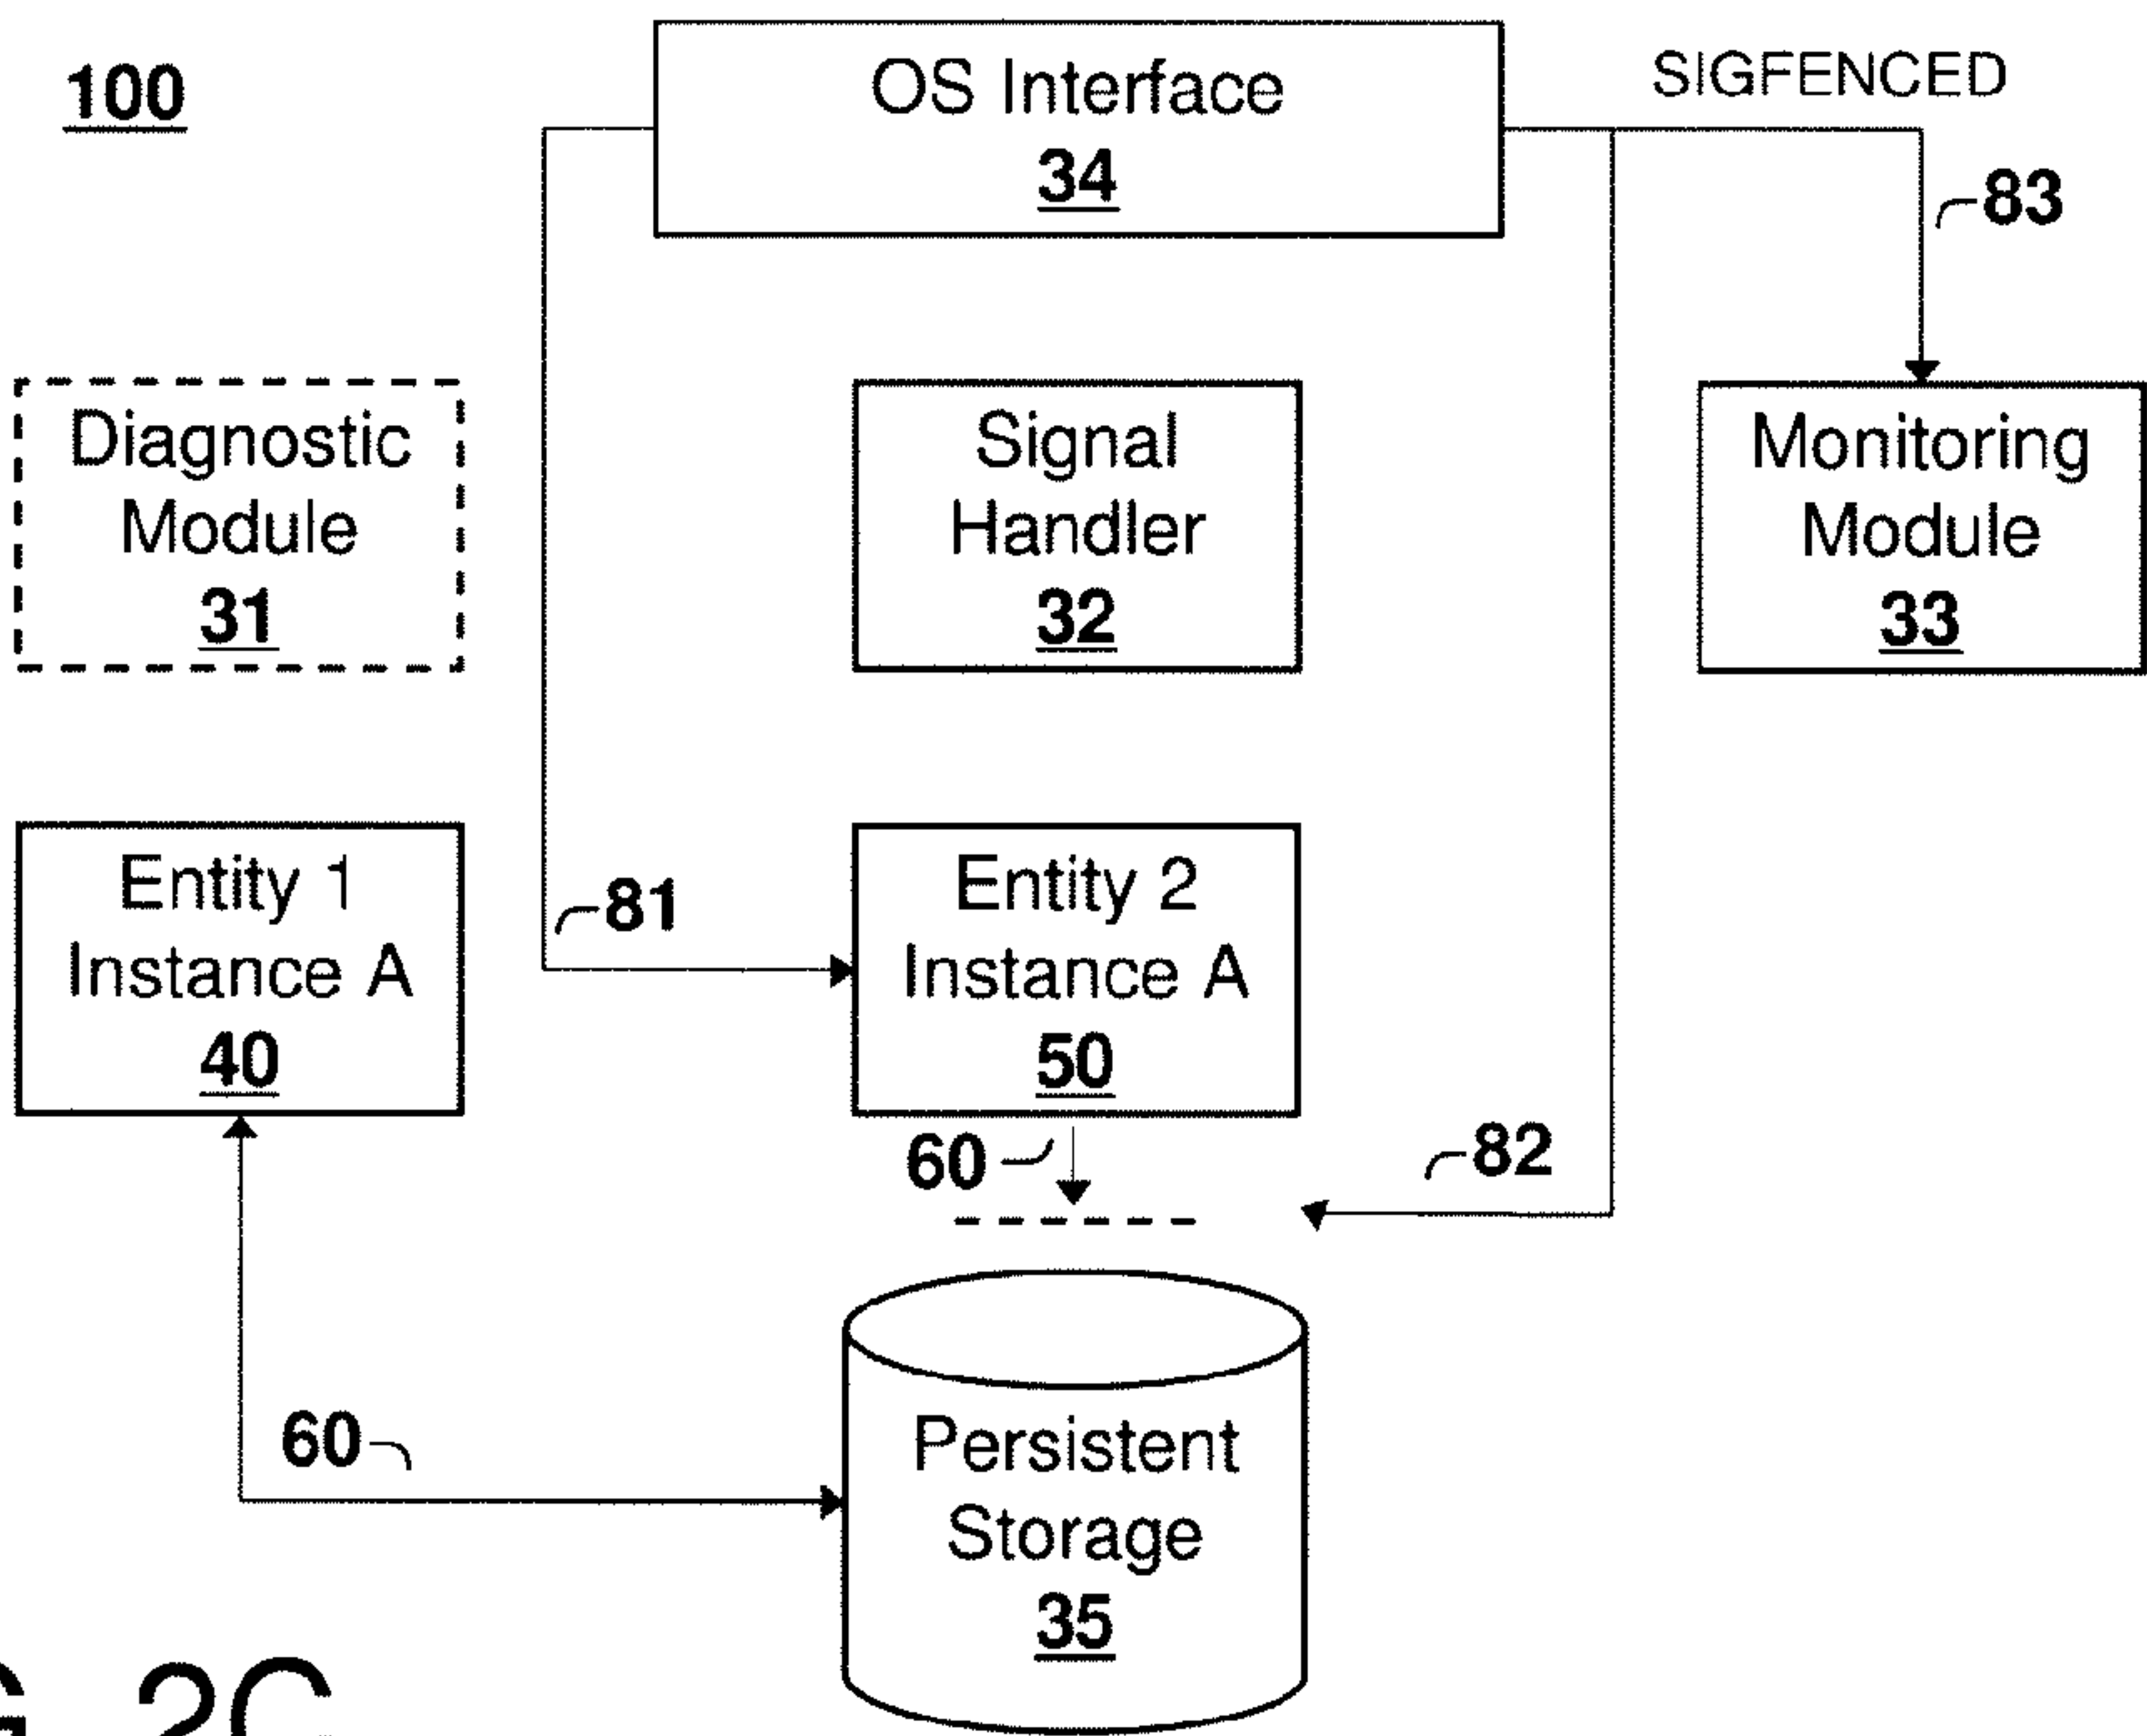 100
OS Interface
34
SIGFENCED
83
Diagnostic
Module
31
Signal
Handler
32
Monitoring
Module
33
Entity 1
Instance A
40
81
Entity 2
Instance A
50
60
82
60
Persistent
Storage
35
G. 2C